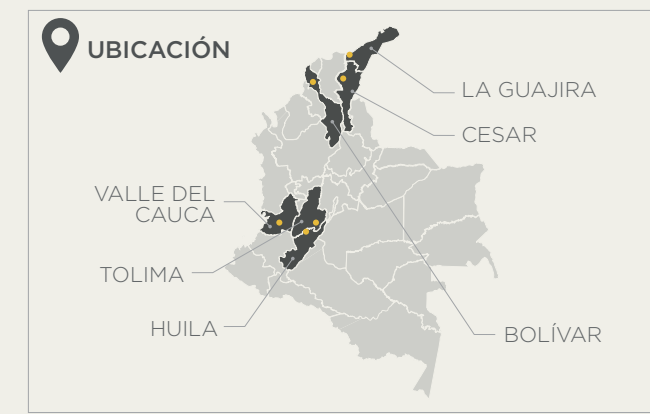 UBICACIÓN
LA GUAJIRA
CESAR
VALLE DEL
CAUCA
TOLIMA
HUILA
BOLÍVAR